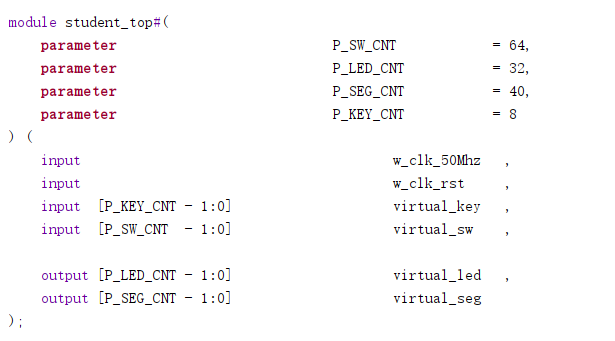 module student_top#(
    parameter                           P_SW_CNT            = 64,
    parameter                           P_LED_CNT           = 32,
    parameter                           P_SEG_CNT           = 40,
    parameter                           P_KEY_CNT           = 8
) (
    input                                       w_clk_50Mhz   ,
    input                                       w_clk_rst     ,
    input  [P_KEY_CNT - 1:0]                    virtual_key   ,
    input  [P_SW_CNT  - 1:0]                    virtual_sw    ,
    output [P_LED_CNT - 1:0]                    virtual_led   ,
    output [P_SEG_CNT - 1:0]                    virtual_seg
);